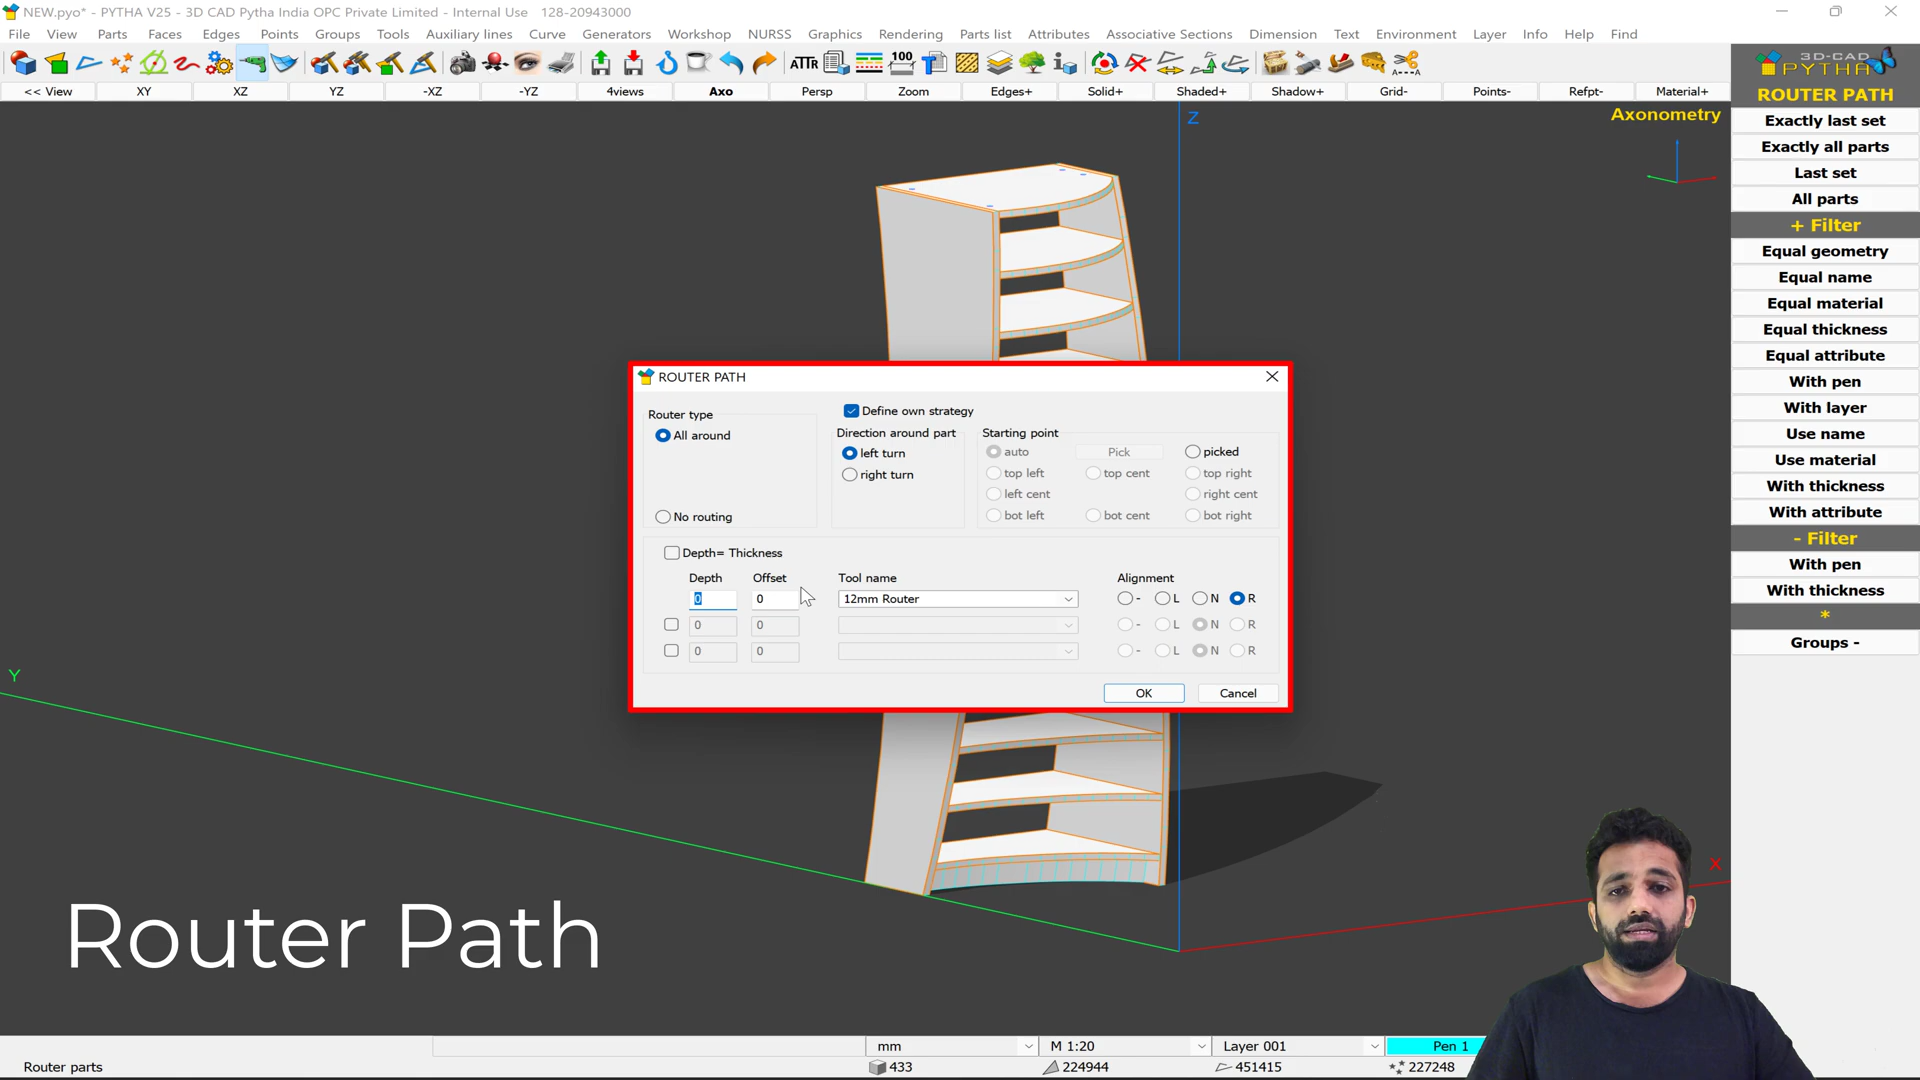 NEW.pyo* - PYTHA V25 - 3D CAD Pytha India OPC Private Limited - Internal Use 128-20943000
File View Parts Faces Edges Points Groups Tools Auxiliary lines Curve Generators Workshop NURSS Graphics Rendering Parts list Attributes Associative Sections Dimension Text Environment Layer Info Help Find
ATTR 100
<< View XY XZ YZ -XZ -YZ 4views Axo Persp Zoom Edges+ Solid+ Shaded+ Shadow+ Grid- Points- Refpt- Material+
3D-CAD
PYTHA
ROUTER PATH
Exactly last set
Exactly all parts
Last set
All parts
+ Filter
Equal geometry
Equal name
Equal material
Equal thickness
Equal attribute
With pen
With layer
Use name
Use material
With thickness
With attribute
- Filter
With pen
With thickness
*
Groups -
Axonometry
Z
Y
X
ROUTER PATH
Router type
All around
No routing
Define own strategy
Direction around part
left turn
right turn
Starting point
auto Pick picked
top left top cent top right
left cent right cent
bot left bot cent bot right
Depth= Thickness
Depth Offset Tool name Alignment
0 0 12mm Router - L N R
0 0 - L N R
0 0 - L N R
OK Cancel
Router Path
mm M 1:20 Layer 001 Pen 1
Router parts 433 224944 451415 227248